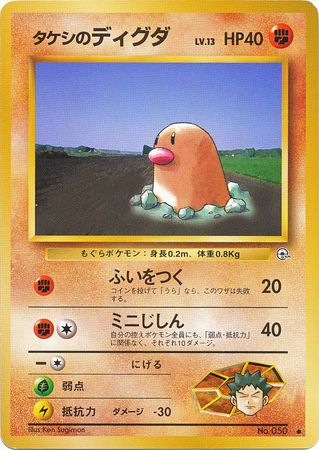 タケシのディグダ LV.13 HP40
もぐらポケモン：身長0.2m、体重0.8Kg
ふいをつく 20
コインを投げて「うら」なら、このワザは失敗
する。
ミニじしん 40
自分の控えポケモン全員にも、「弱点・抵抗力」
に関係なく、それぞれ10ダメージ。
にげる
弱点
抵抗力 ダメージ -30
Illus.Ken Sugimori
No.050